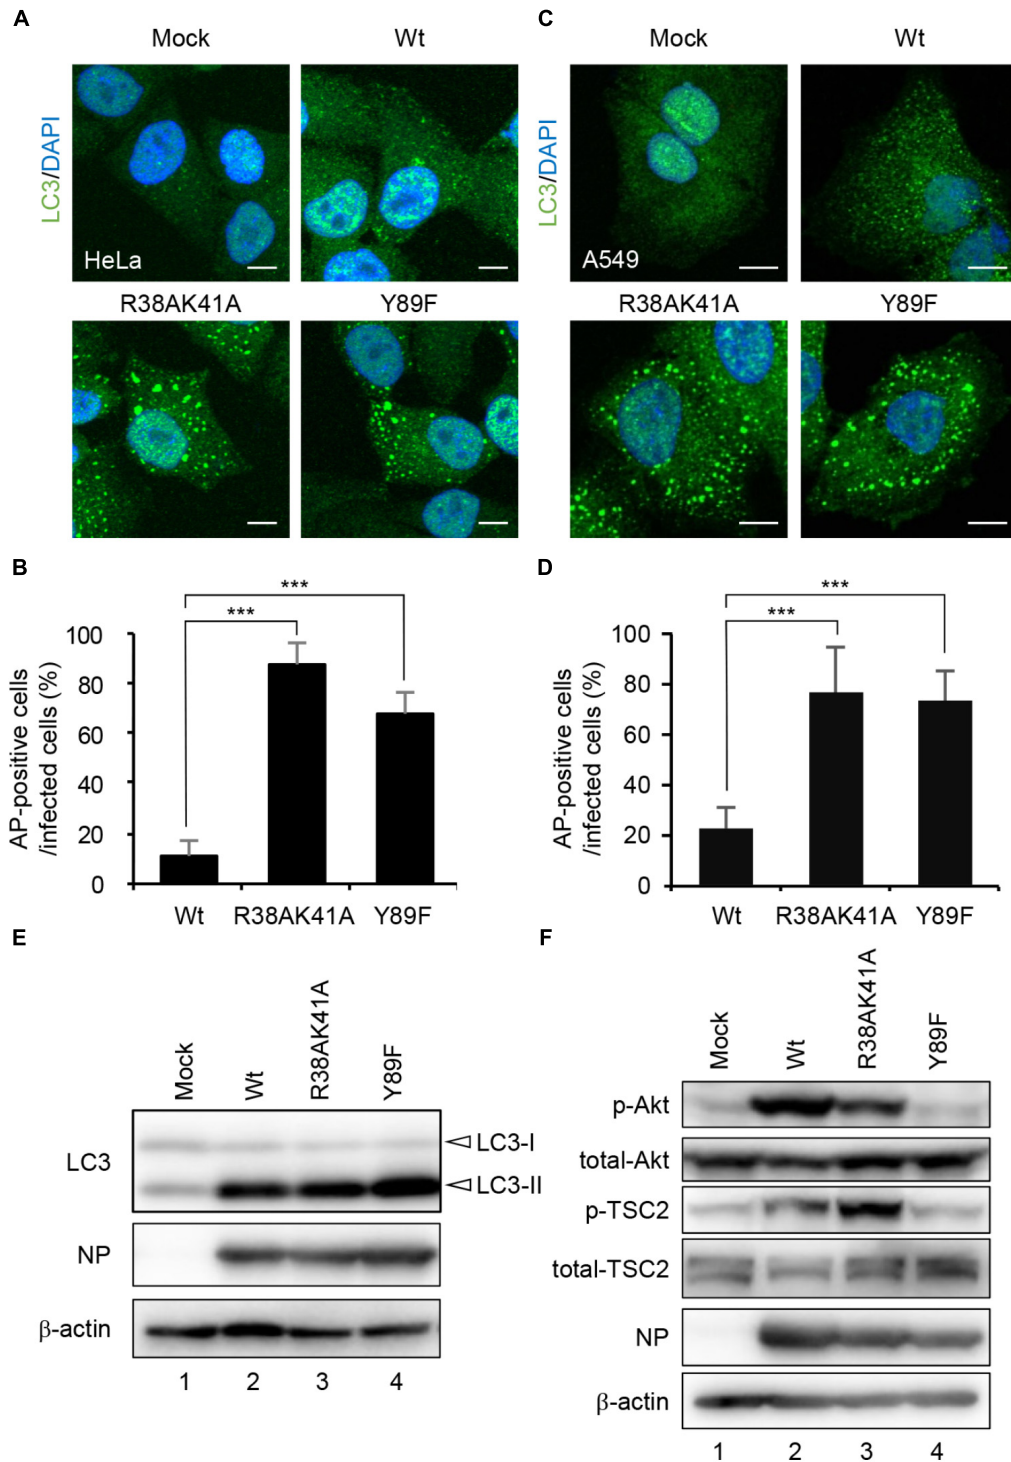 A
Mock
Wt
LC3/DAPI
HeLa
R38AK41A
Y89F
C
Mock
Wt
LC3/DAPI
A549
R38AK41A
Y89F
B
AP-positive cells
/infected cells (%)
100
80
60
40
20
0
***
***
Wt
R38AK41A
Y89F
D
AP-positive cells
/infected cells (%)
100
80
60
40
20
0
***
***
Wt
R38AK41A
Y89F
E
Mock
Wt
R38AK41A
Y89F
LC3
LC3-I
LC3-II
NP
β-actin
1 2 3 4
F
Mock
Wt
R38AK41A
Y89F
p-Akt
total-Akt
p-TSC2
total-TSC2
NP
β-actin
1 2 3 4